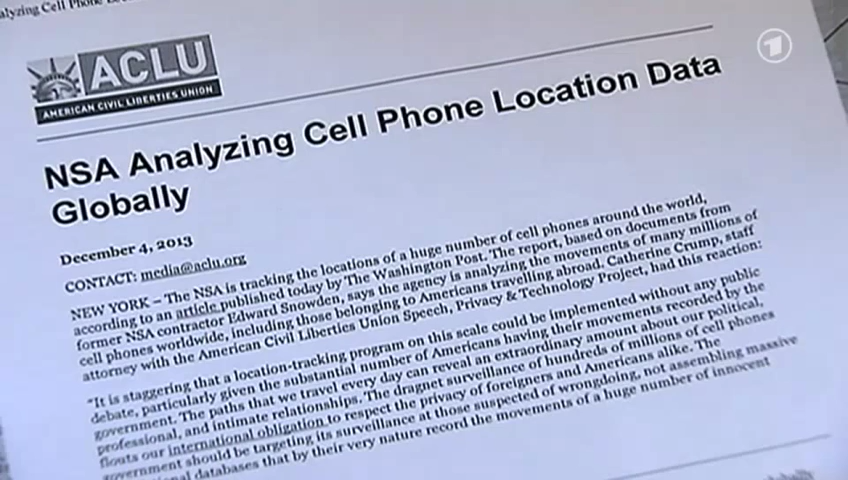 alyzing Cell Phone
ACLU
AMERICAN CIVIL LIBERTIES UNION
1
NSA Analyzing Cell Phone Location Data
Globally
December 4, 2013
CONTACT: media@aclu.org
NEW YORK – The NSA is tracking the locations of a huge number of cell phones around the world,
according to an article published today by The Washington Post. The report, based on documents from
former NSA contractor Edward Snowden, says the agency is analyzing the movements of many millions of
cell phones worldwide, including those belonging to Americans travelling abroad. Catherine Crump, staff
attorney with the American Civil Liberties Union Speech, Privacy & Technology Project, had this reaction:
"It is staggering that a location-tracking program on this scale could be implemented without any public
debate, particularly given the substantial number of Americans having their movements recorded by the
government. The paths that we travel every day can reveal an extraordinary amount about our political,
professional, and intimate relationships. The dragnet surveillance of hundreds of millions of cell phones
flouts our international obligation to respect the privacy of foreigners and Americans alike. The
government should be targeting its surveillance at those suspected of wrongdoing, not assembling massive
databases that by their very nature record the movements of a huge number of innocent